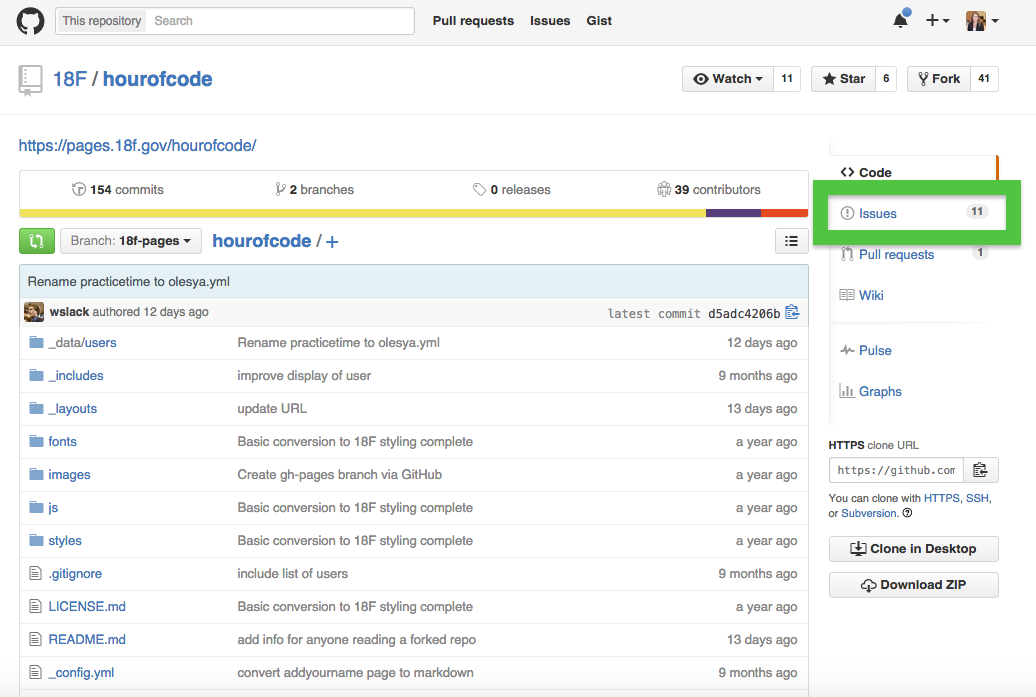 This repository Search Pull requests Issues Gist
18F / hourofcode Watch 11 Star 6 Fork 41
https://pages.18f.gov/hourofcode/
154 commits 2 branches 0 releases 39 contributors
Branch: 18f-pages hourofcode / +
Rename practicetime to olesya.yml
wslack authored 12 days ago latest commit d5adc4206b
_data/users Rename practicetime to olesya.yml 12 days ago
_includes improve display of user 9 months ago
_layouts update URL 13 days ago
fonts Basic conversion to 18F styling complete a year ago
images Create gh-pages branch via GitHub a year ago
js Basic conversion to 18F styling complete a year ago
styles Basic conversion to 18F styling complete a year ago
.gitignore include list of users 9 months ago
LICENSE.md Basic conversion to 18F styling complete a year ago
README.md add info for anyone reading a forked repo 13 days ago
_config.yml convert addyourname page to markdown 9 months ago
Code
Issues 11
Pull requests 1
Wiki
Pulse
Graphs
HTTPS clone URL
https://github.com
You can clone with HTTPS, SSH,
or Subversion.
Clone in Desktop
Download ZIP